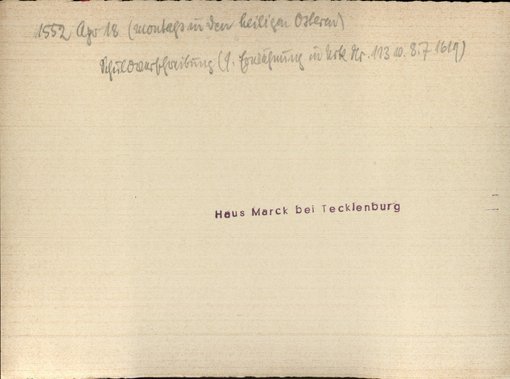 1552 Apr 18 (montags in den heiligen Ostern)
Schuldverschreibung (s. Erwähnung in Urk Nr. 113 v. 8.7 1619)
Haus Marck bei Tecklenburg